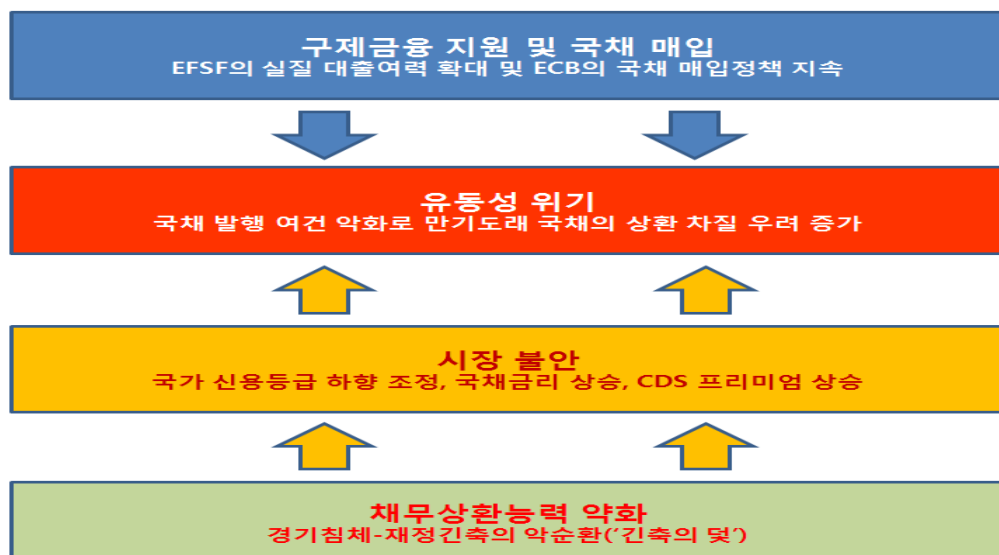 구제금융 지원 및 국채 매입
EFSF의 실질 대출여력 확대 및 ECB의 국채 매입정책 지속
유동성 위기
국채 발행 여건 악화로 만기도래 국채의 상환 차질 우려 증가
시장 불안
국가 신용등급 하향 조정, 국채금리 상승, CDS 프리미엄 상승
채무상환능력 약화
경기침체-재정긴축의 악순환('긴축의 덫')